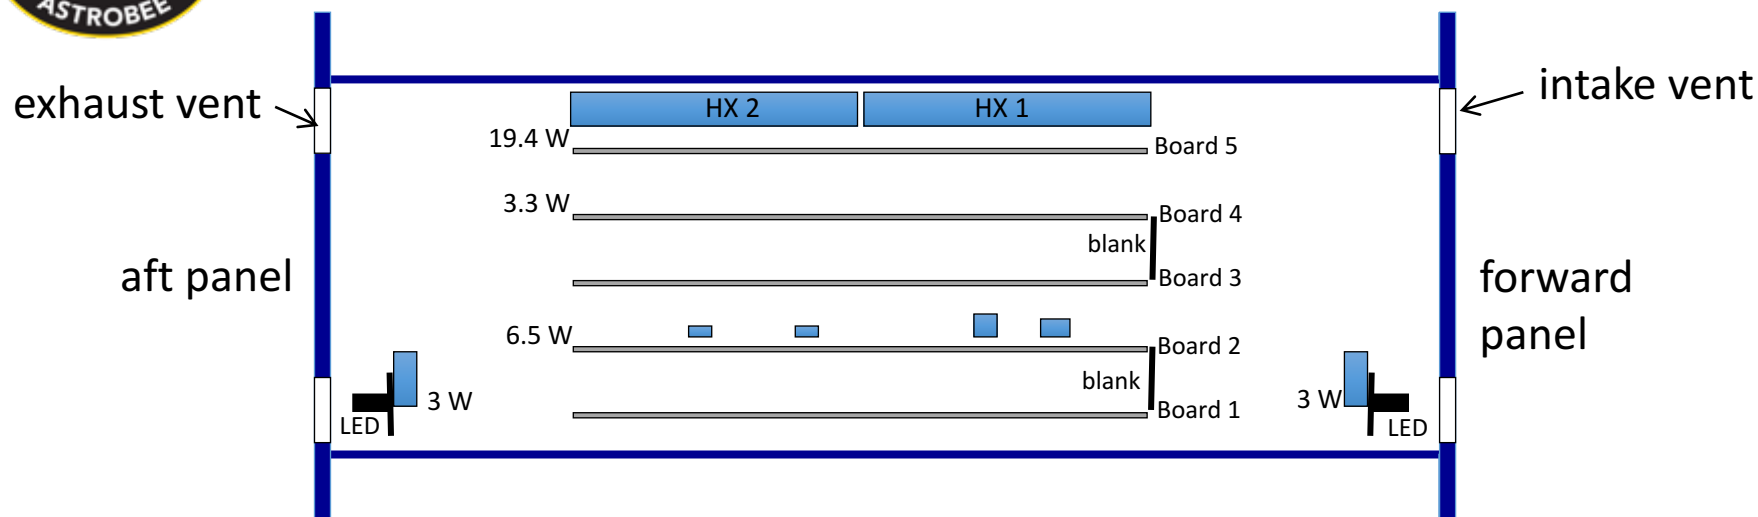 ASTROBEE
exhaust vent
intake vent
HX 2
HX 1
19.4 W
Board 5
3.3 W
Board 4
blank
aft panel
Board 3
forward
panel
6.5 W
Board 2
blank
3 W
Board 1
3 W
LED
LED